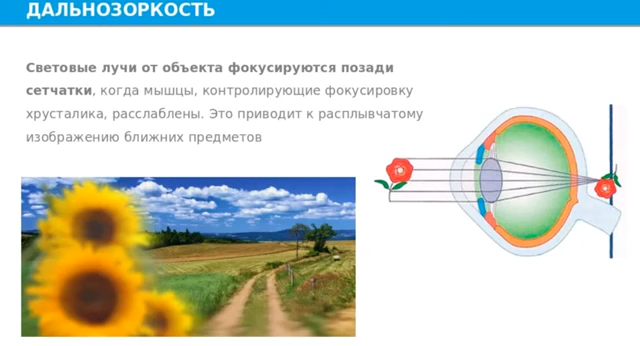 ДАЛЬНОЗОРКОСТЬ
Световые лучи от объекта фокусируются позади
сетчатки, когда мышцы, контролирующие фокусировку
хрусталика, расслаблены. Это приводит к расплывчатому
изображению ближних предметов